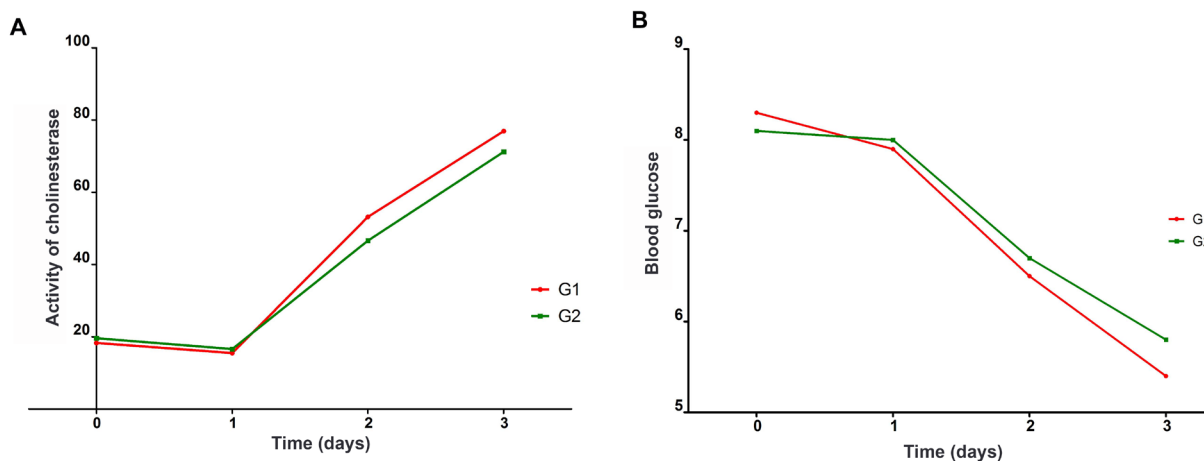 A
Activity of cholinesterase
100
80
60
40
20
0 1 2 3
Time (days)
G1
G2
B
Blood glucose
9
8
7
6
5
0 1 2 3
Time (days)
G
G